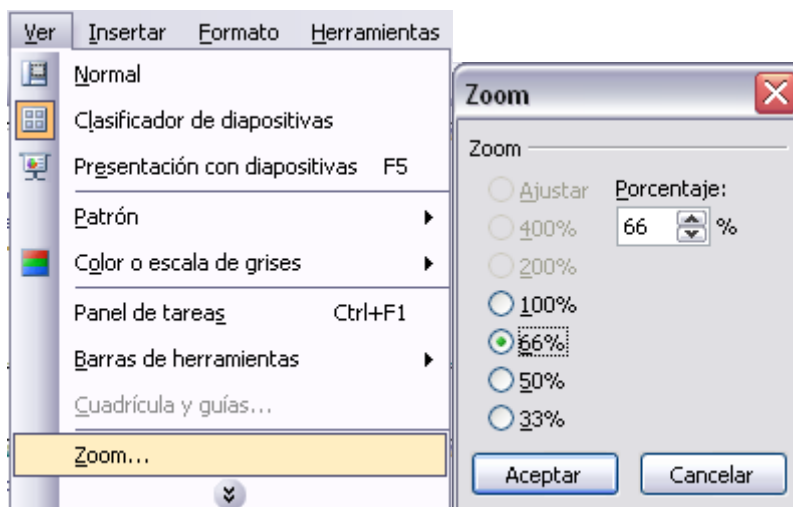 Ver Insertar Formato Herramientas
Normal
Clasificador de diapositivas
Presentación con diapositivas F5
Patrón
Color o escala de grises
Panel de tareas Ctrl+F1
Barras de herramientas
Cuadrícula y guías...
Zoom...
Zoom
Zoom
Ajustar Porcentaje:
400% 66 %
200%
100%
66%
50%
33%
Aceptar Cancelar